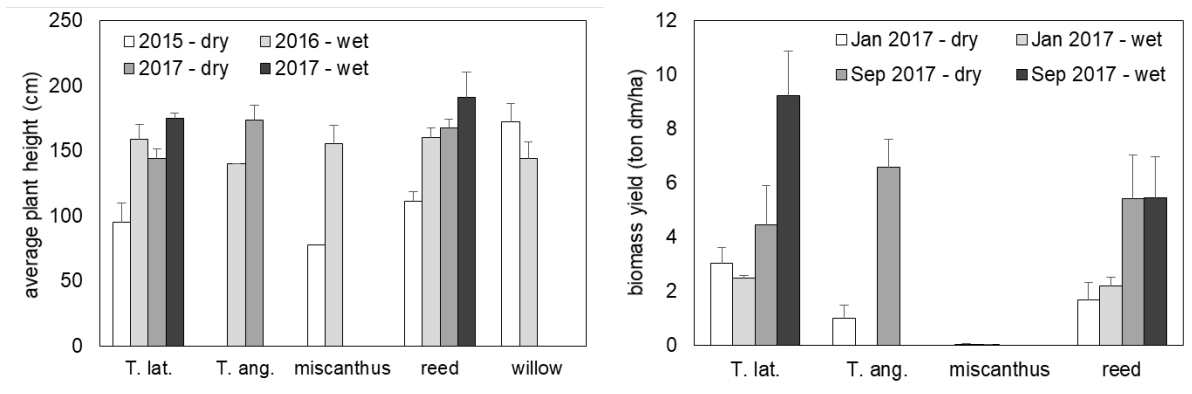 average plant height (cm)
250
200
150
100
50
0
2015 - dry 2016 - wet
2017 - dry 2017 - wet
T. lat. T. ang. miscanthus reed willow
biomass yield (ton dm/ha)
12
10
8
6
4
2
0
Jan 2017 - dry Jan 2017 - wet
Sep 2017 - dry Sep 2017 - wet
T. lat. T. ang. miscanthus reed